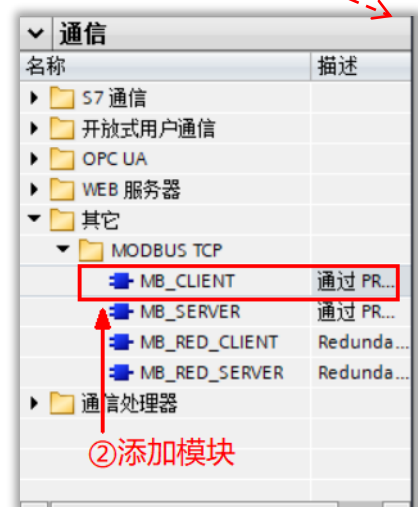 通信
名称 描述
S7 通信
开放式用户通信
OPC UA
WEB 服务器
其它
MODBUS TCP
MB_CLIENT 通过 PR...
MB_SERVER 通过 PR...
MB_RED_CLIENT Redunda...
MB_RED_SERVER Redunda...
通信处理器
②添加模块